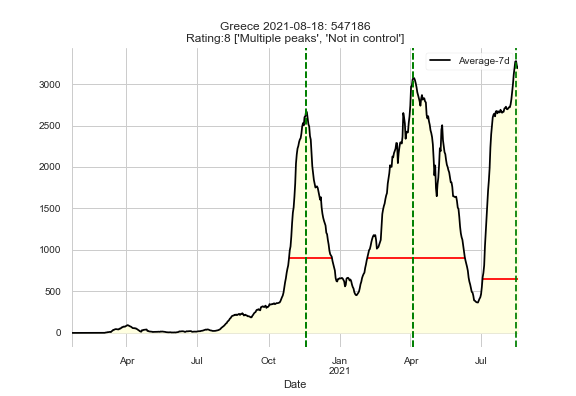 Greece 2021-08-18: 547186
Rating:8 ['Multiple peaks', 'Not in control']
Average-7d
3000
2500
2000
1500
1000
500
0
Apr Jul Oct Jan Apr Jul
2021
Date